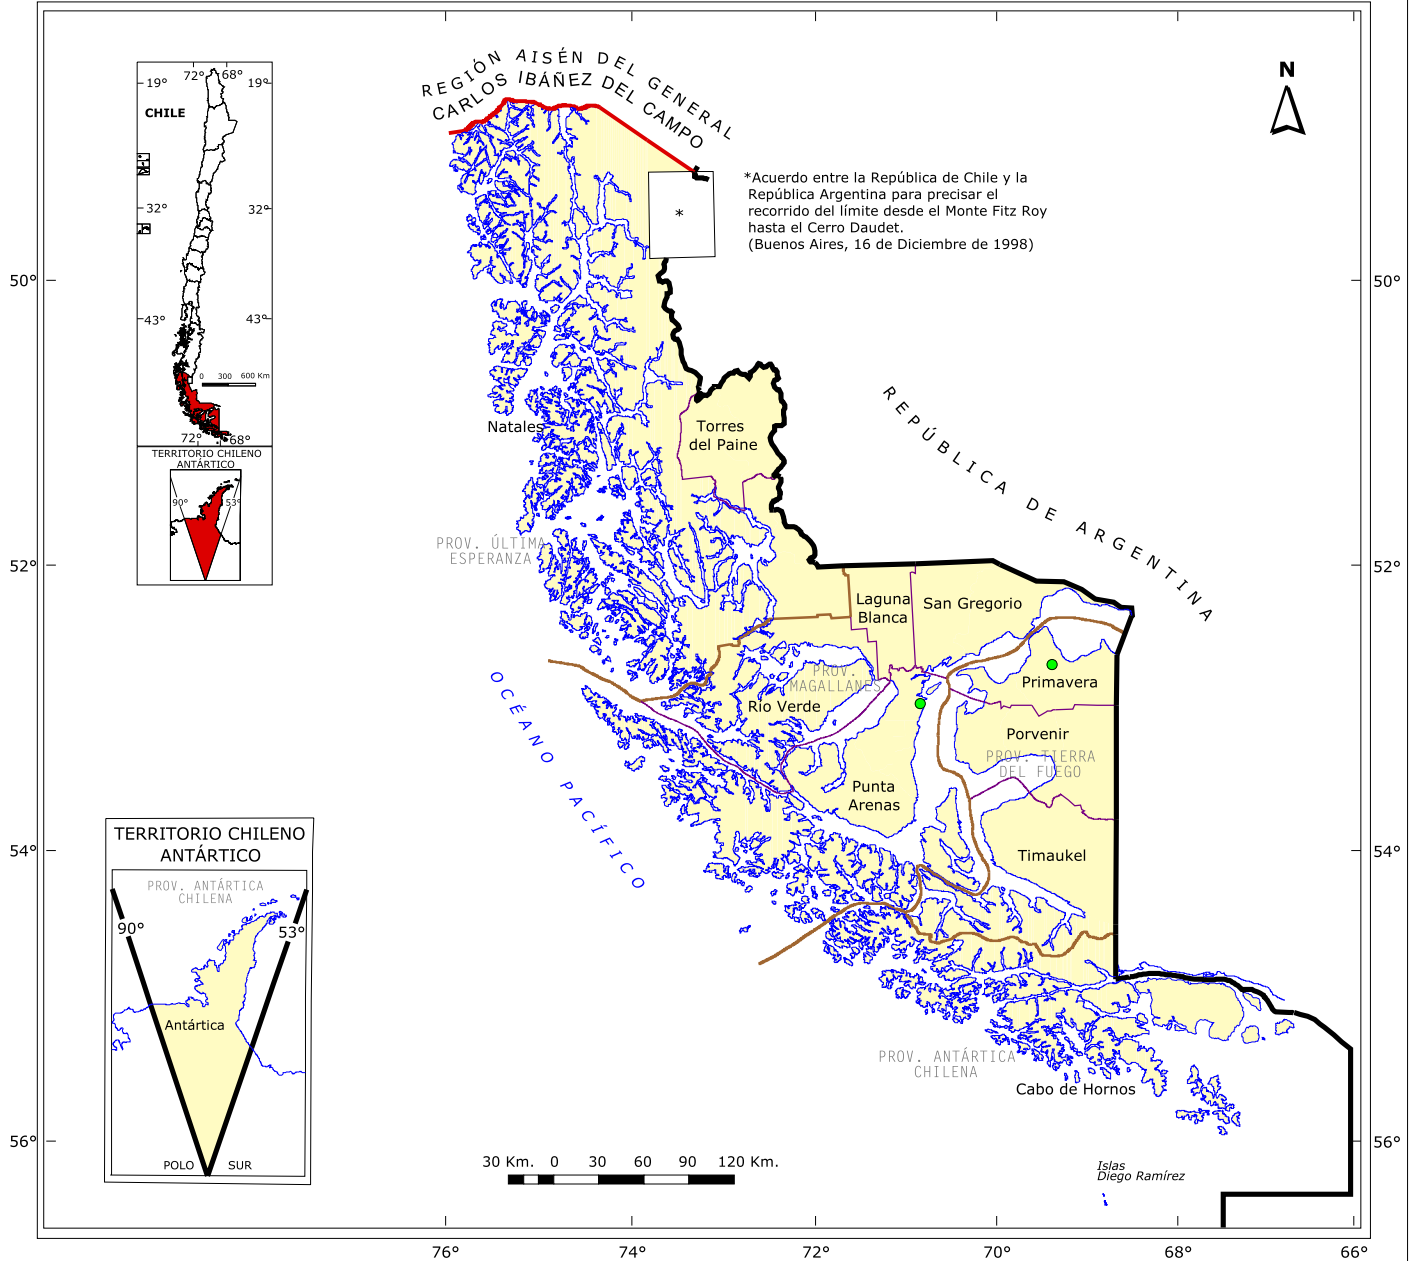 REGIÓN AISÉN DEL GENERAL
CARLOS IBÁÑEZ DEL CAMPO
N
72° 68°
19° 19°
CHILE
32° 32°
43° 43°
0 300 600 Km
72° 68°
TERRITORIO CHILENO
ANTÁRTICO
90° 53°
*Acuerdo entre la República de Chile y la
República Argentina para precisar el
recorrido del límite desde el Monte Fitz Roy
hasta el Cerro Daudet.
(Buenos Aires, 16 de Diciembre de 1998)
*
50° 50°
REPÚBLICA DE ARGENTINA
Natales
Torres
del Paine
PROV. ÚLTIMA
ESPERANZA
52° 52°
Laguna
Blanca
San Gregorio
OCÉANO PACÍFICO
PROV.
MAGALLANES
Primavera
Río Verde
Porvenir
PROV. TIERRA
DEL FUEGO
Punta
Arenas
Timaukel
54° 54°
TERRITORIO CHILENO
ANTÁRTICO
PROV. ANTÁRTICA
CHILENA
90° 53°
Antártica
POLO SUR
PROV. ANTÁRTICA
CHILENA
Cabo de Hornos
56° 56°
Islas
Diego Ramírez
30 Km. 0 30 60 90 120 Km.
76° 74° 72° 70° 68° 66°